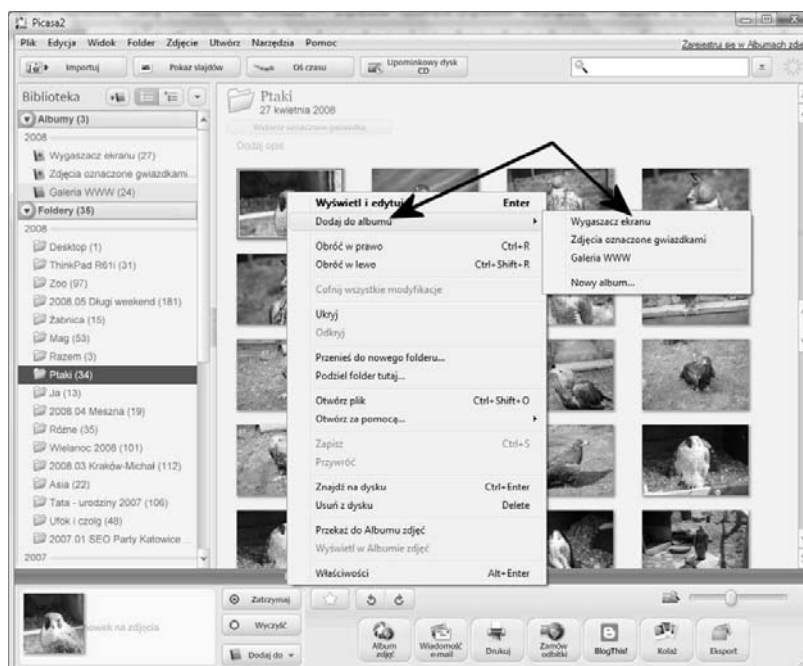 Picasa2
Plik Edycja Widok Folder Zdjęcie Utwórz Narzędzia Pomoc
Zarejestruj się w Albumach zdję
Importuj Pokaz slajdów Oś czasu Upominkowy dysk CD
Biblioteka
Albumy (3)
2008
Wygaszacz ekranu (27)
Zdjęcia oznaczone gwiazdkami...
Galeria WWW (24)
Foldery (35)
2008
Desktop (1)
ThinkPad R61i (31)
Zoo (97)
2008.05 Długi weekend (181)
Żabnica (15)
Mag (53)
Razem (3)
Ptaki (34)
Ja (13)
2008.04 Meszna (19)
Różne (35)
Wielanoc 2008 (101)
2008.03 Kraków-Michał (112)
Asia (22)
Tata - urodziny 2007 (106)
Ufok i czolg (48)
2007.01 SEO Party Katowice...
2007
Ptaki
27 kwietnia 2008
Wybierz oznaczone gwiazdką
Dodaj opis
Wyświetl i edytuj Enter
Dodaj do albumu
Obróć w prawo Ctrl+R
Obróć w lewo Ctrl+Shift+R
Cofnij wszystkie modyfikacje
Ukryj
Odkryj
Przenieś do nowego folderu...
Podziel folder tutaj...
Otwórz plik Ctrl+Shift+O
Otwórz za pomocą...
Zapisz Ctrl+S
Przywróć
Znajdź na dysku Ctrl+Enter
Usuń z dysku Delete
Przekaż do Albumu zdjęć
Wyświetl w Albumie zdjęć
Właściwości Alt+Enter
Wygaszacz ekranu
Zdjęcia oznaczone gwiazdkami
Galeria WWW
Nowy album...
na zdjęcia
Zatrzymaj
Wyczyść
Dodaj do
Album zdjęć
Wiadomość e-mail
Drukuj
Zamów odbitki
BlogThis!
Kolaż
Eksport